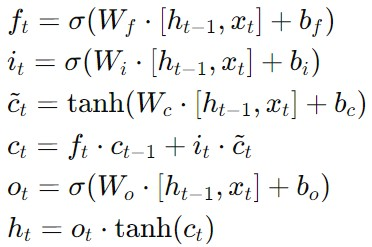 f_t = σ(W_f · [h_{t−1}, x_t] + b_f)
i_t = σ(W_i · [h_{t−1}, x_t] + b_i)
c̃_t = tanh(W_c · [h_{t−1}, x_t] + b_c)
c_t = f_t · c_{t−1} + i_t · c̃_t
o_t = σ(W_o · [h_{t−1}, x_t] + b_o)
h_t = o_t · tanh(c_t)